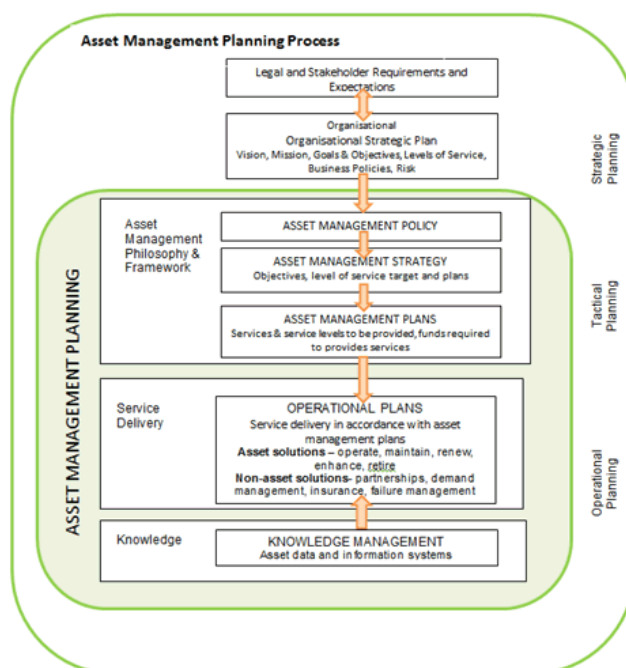 Asset Management Planning Process
Legal and Stakeholder Requirements and
Expectations
Organisational
Organisational Strategic Plan
Vision, Mission, Goals & Objectives, Levels of Service,
Business Policies, Risk
Strategic
Planning
ASSET MANAGEMENT PLANNING
Asset
Management
Philosophy &
Framework
ASSET MANAGEMENT POLICY
ASSET MANAGEMENT STRATEGY
Objectives, level of service target and plans
ASSET MANAGEMENT PLANS
Services & service levels to be provided, funds required
to provides services
Tactical
Planning
Service
Delivery
OPERATIONAL PLANS
Service delivery in accordance with asset
management plans
Asset solutions – operate, maintain, renew,
enhance, retire
Non-asset solutions- partnerships, demand
management, insurance, failure management
Operational
Planning
Knowledge
KNOWLEDGE MANAGEMENT
Asset data and information systems